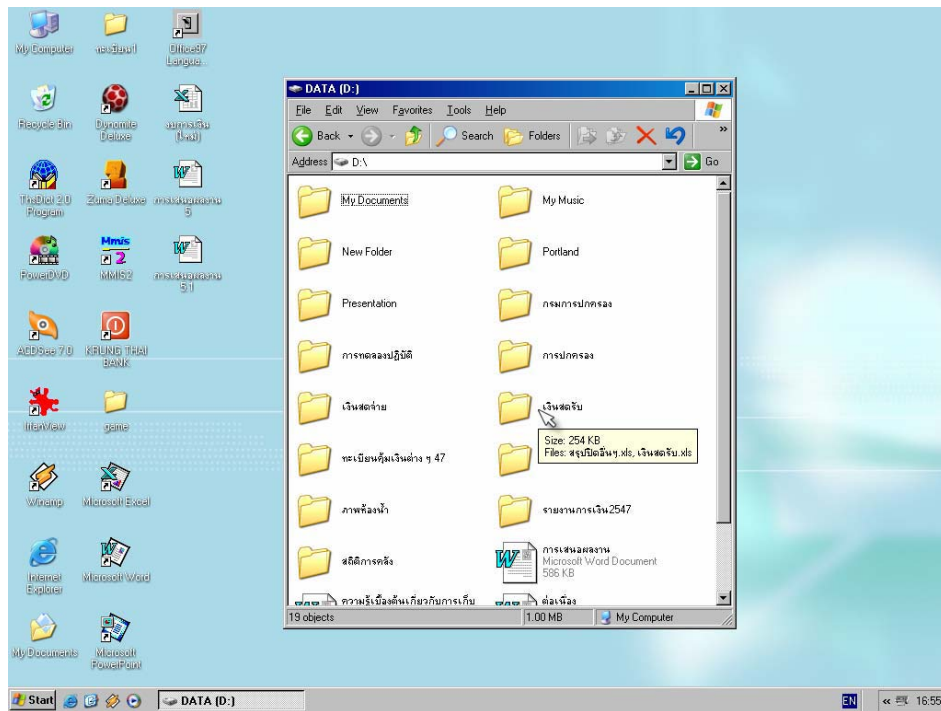 My Computer
Office97
Langua...
Recycle Bin
Dynomite
Deluxe
TheDict 2.0
Program
Zuma Deluxe
5
PowerDVD
Mmis
2
MMIS2
5.1
ACDSee 7.0
KRUNG THAI
BANK
IrfanView
game
Winamp
Microsoft Excel
Internet
Explorer
Microsoft Word
My Documents
Microsoft
PowerPoint
DATA (D:)
File Edit View Favorites Tools Help
Back Search Folders »
Address D:\ Go
My Documents
My Music
New Folder
Portland
Presentation
กรมการปกครอง
การทดลองปฏิบัติ
การปกครอง
เงินสดจ่าย
เงินสดรับ
Size: 254 KB
Files: สรุปปิดอื่นๆ.xls, เงินสดรับ.xls
ทะเบียนคุ้มเงินต่าง ๆ 47
ภาพห้องน้ำ
รายงานการเงิน2547
สถิติการคลัง
การเสนอผลงาน
Microsoft Word Document
586 KB
ความรู้เบื้องต้นเกี่ยวกับการเก็บ
ต่อเนื่อง
19 objects
1.00 MB
My Computer
Start
DATA (D:)
EN
« 16:55